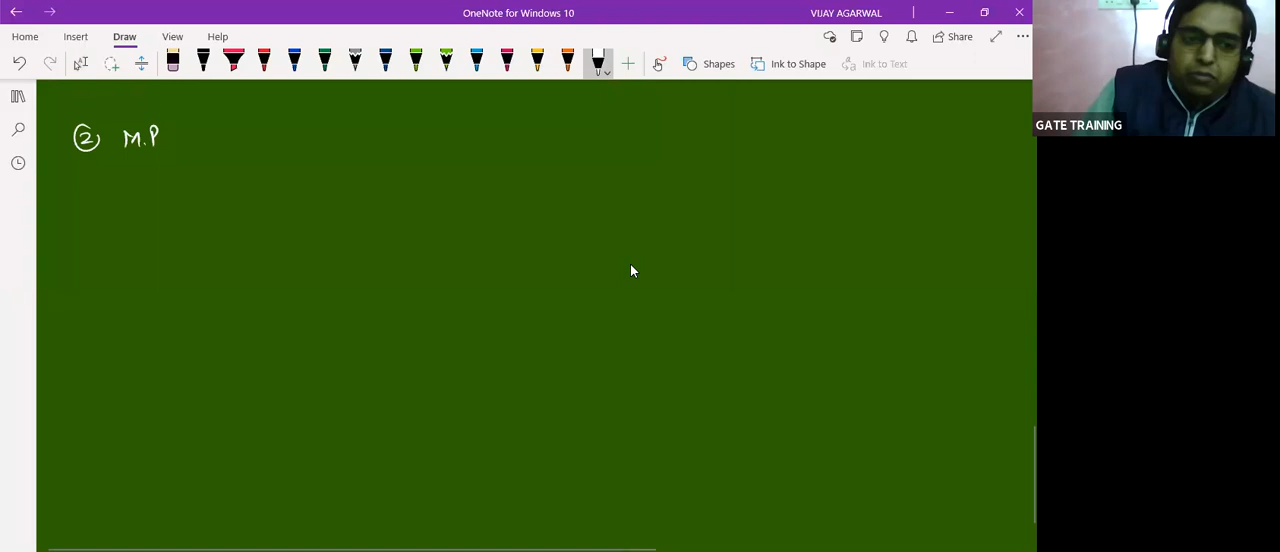 OneNote for Windows 10
VIJAY AGARWAL
Home Insert Draw View Help
Share
Shapes Ink to Shape Ink to Text
GATE TRAINING
② M.P